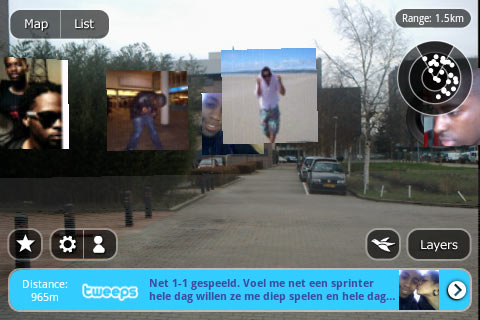 Map List Range: 1.5km
Layers
Distance:
965m
tweeps
Net 1-1 gespeeld. Voel me net een sprinter
hele dag willen ze me diep spelen en hele dag...